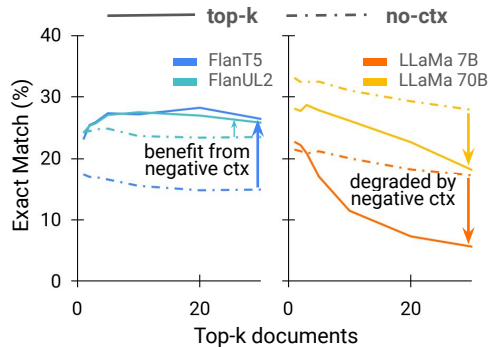 top-k no-ctx
Exact Match (%)
40
30
20
10
0
FlanT5
FlanUL2
benefit from
negative ctx
0 20
LLaMa 7B
LLaMa 70B
degraded by
negative ctx
0 20
Top-k documents